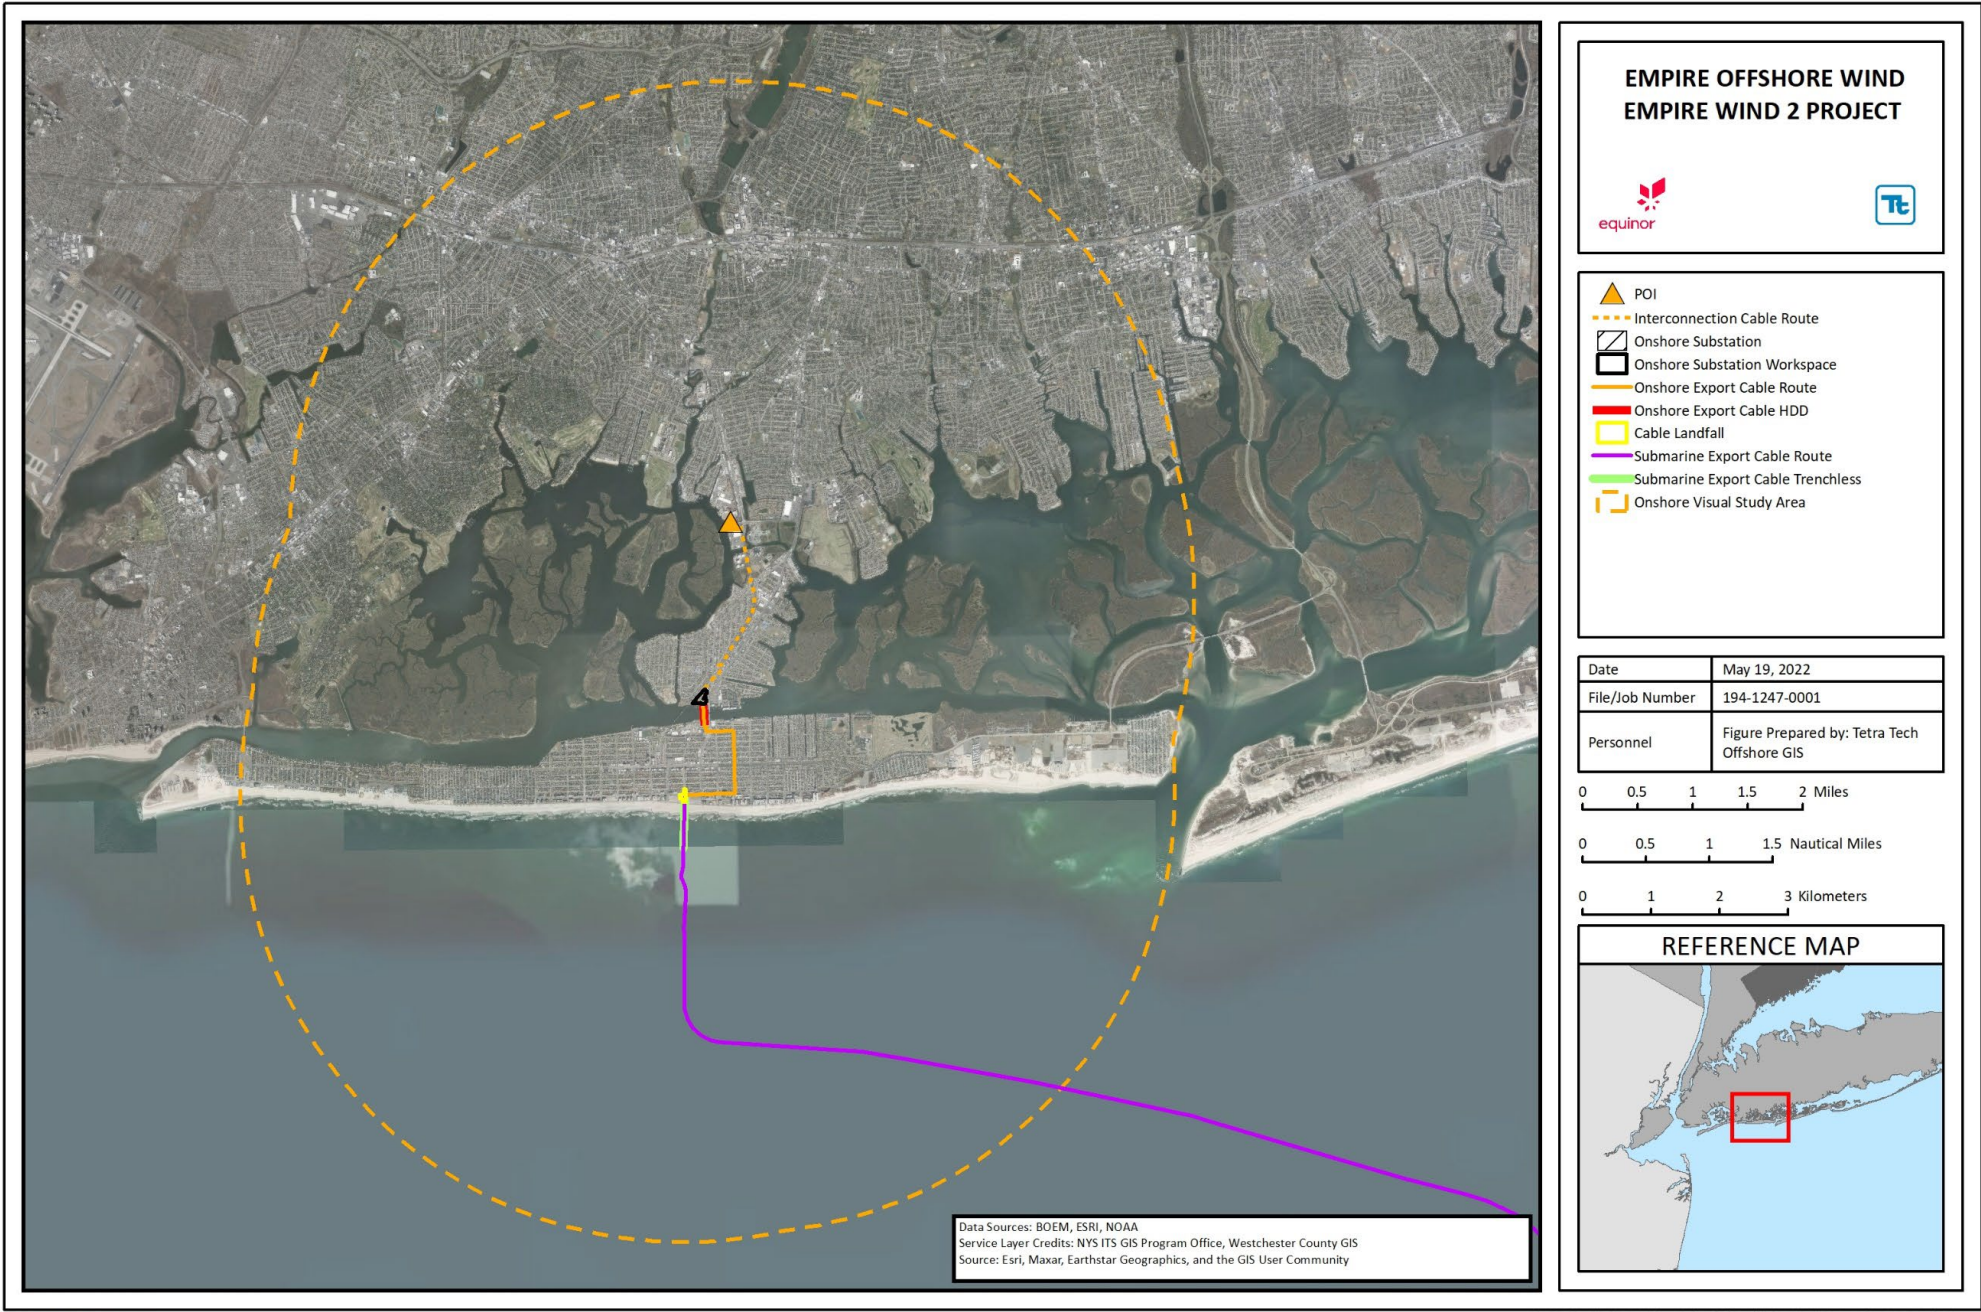 EMPIRE OFFSHORE WIND
EMPIRE WIND 2 PROJECT
equinor
Tt
POI
Interconnection Cable Route
Onshore Substation
Onshore Substation Workspace
Onshore Export Cable Route
Onshore Export Cable HDD
Cable Landfall
Submarine Export Cable Route
Submarine Export Cable Trenchless
Onshore Visual Study Area
Date May 19, 2022
File/Job Number 194-1247-0001
Personnel Figure Prepared by: Tetra Tech
Offshore GIS
0 0.5 1 1.5 2 Miles
0 0.5 1 1.5 Nautical Miles
0 1 2 3 Kilometers
REFERENCE MAP
Data Sources: BOEM, ESRI, NOAA
Service Layer Credits: NYS ITS GIS Program Office, Westchester County GIS
Source: Esri, Maxar, Earthstar Geographics, and the GIS User Community